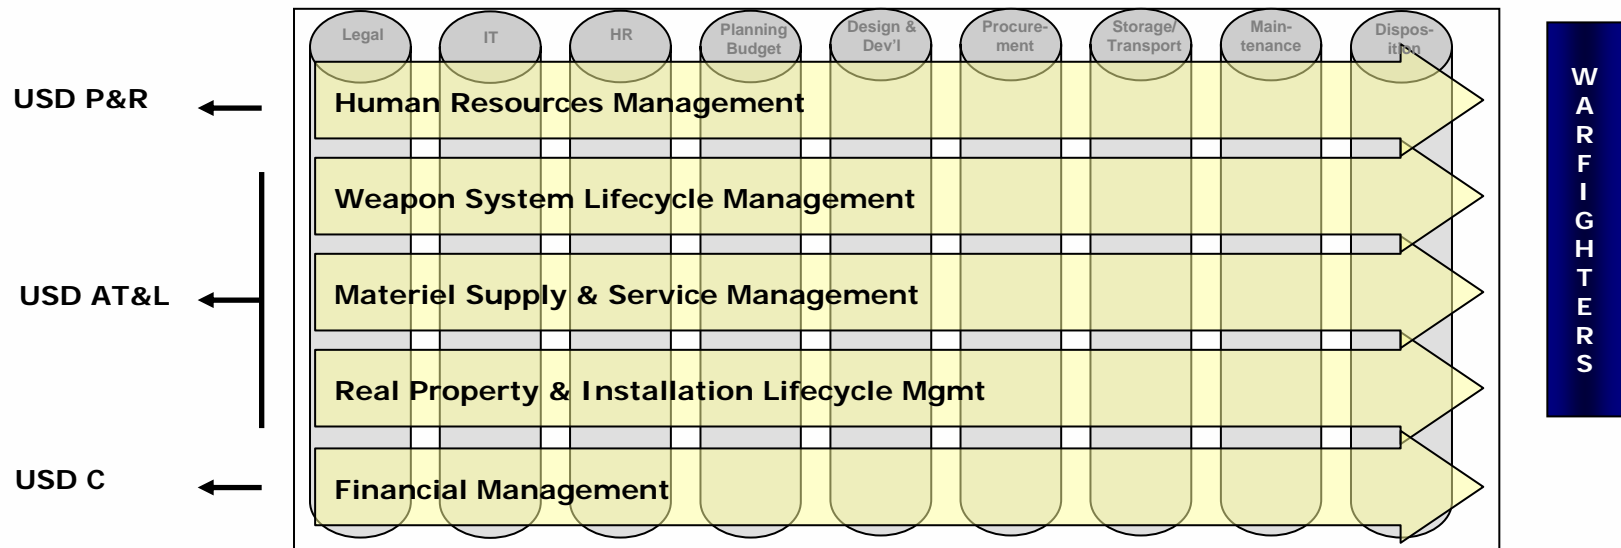 Legal
IT
HR
Planning
Budget
Design &
Dev'l
Procure-
ment
Storage/
Transport
Main-
tenance
Dispos-
ition
USD P&R
Human Resources Management
Weapon System Lifecycle Management
USD AT&L
Materiel Supply & Service Management
Real Property & Installation Lifecycle Mgmt
USD C
Financial Management
W
A
R
F
I
G
H
T
E
R
S